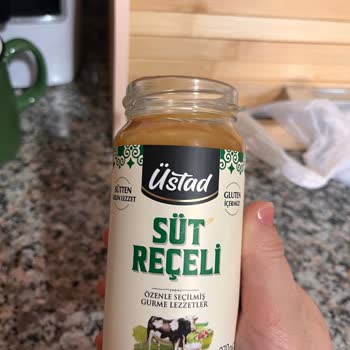 Üstad
SÜTTEN
GELEN LEZZET
GLUTEN
İÇERMEZ
SÜT
REÇELİ
ÖZENLE SEÇİLMİŞ
GURME LEZZETLER